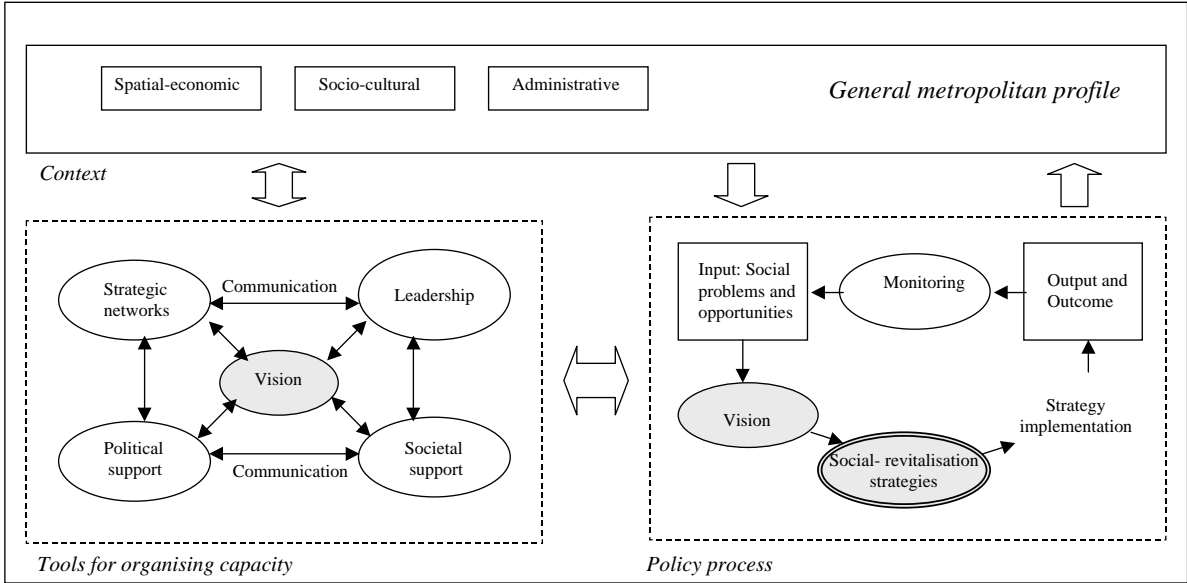 Spatial-economic
Socio-cultural
Administrative
General metropolitan profile
Context
Strategic
networks
Communication
Leadership
Vision
Political
support
Communication
Societal
support
Tools for organising capacity
Input: Social
problems and
opportunities
Monitoring
Output and
Outcome
Vision
Social- revitalisation
strategies
Strategy
implementation
Policy process